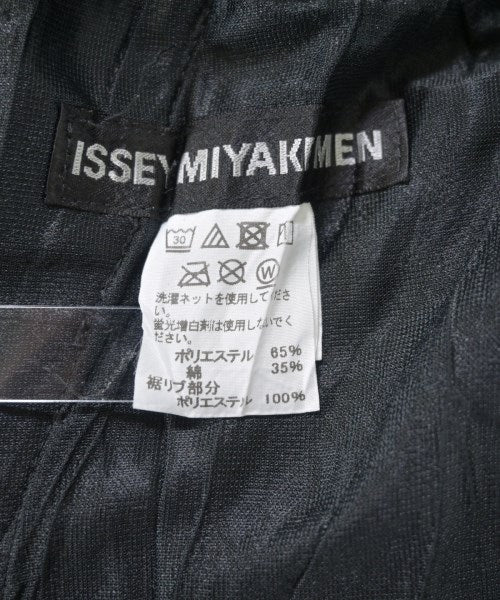 ISSEY MIYAKE MEN
30
W
洗濯ネットを使用してくださ
い。
蛍光増白剤は使用しないでく
ださい。
ポリエステル 65%
綿 35%
裾リブ部分
ポリエステル 100%